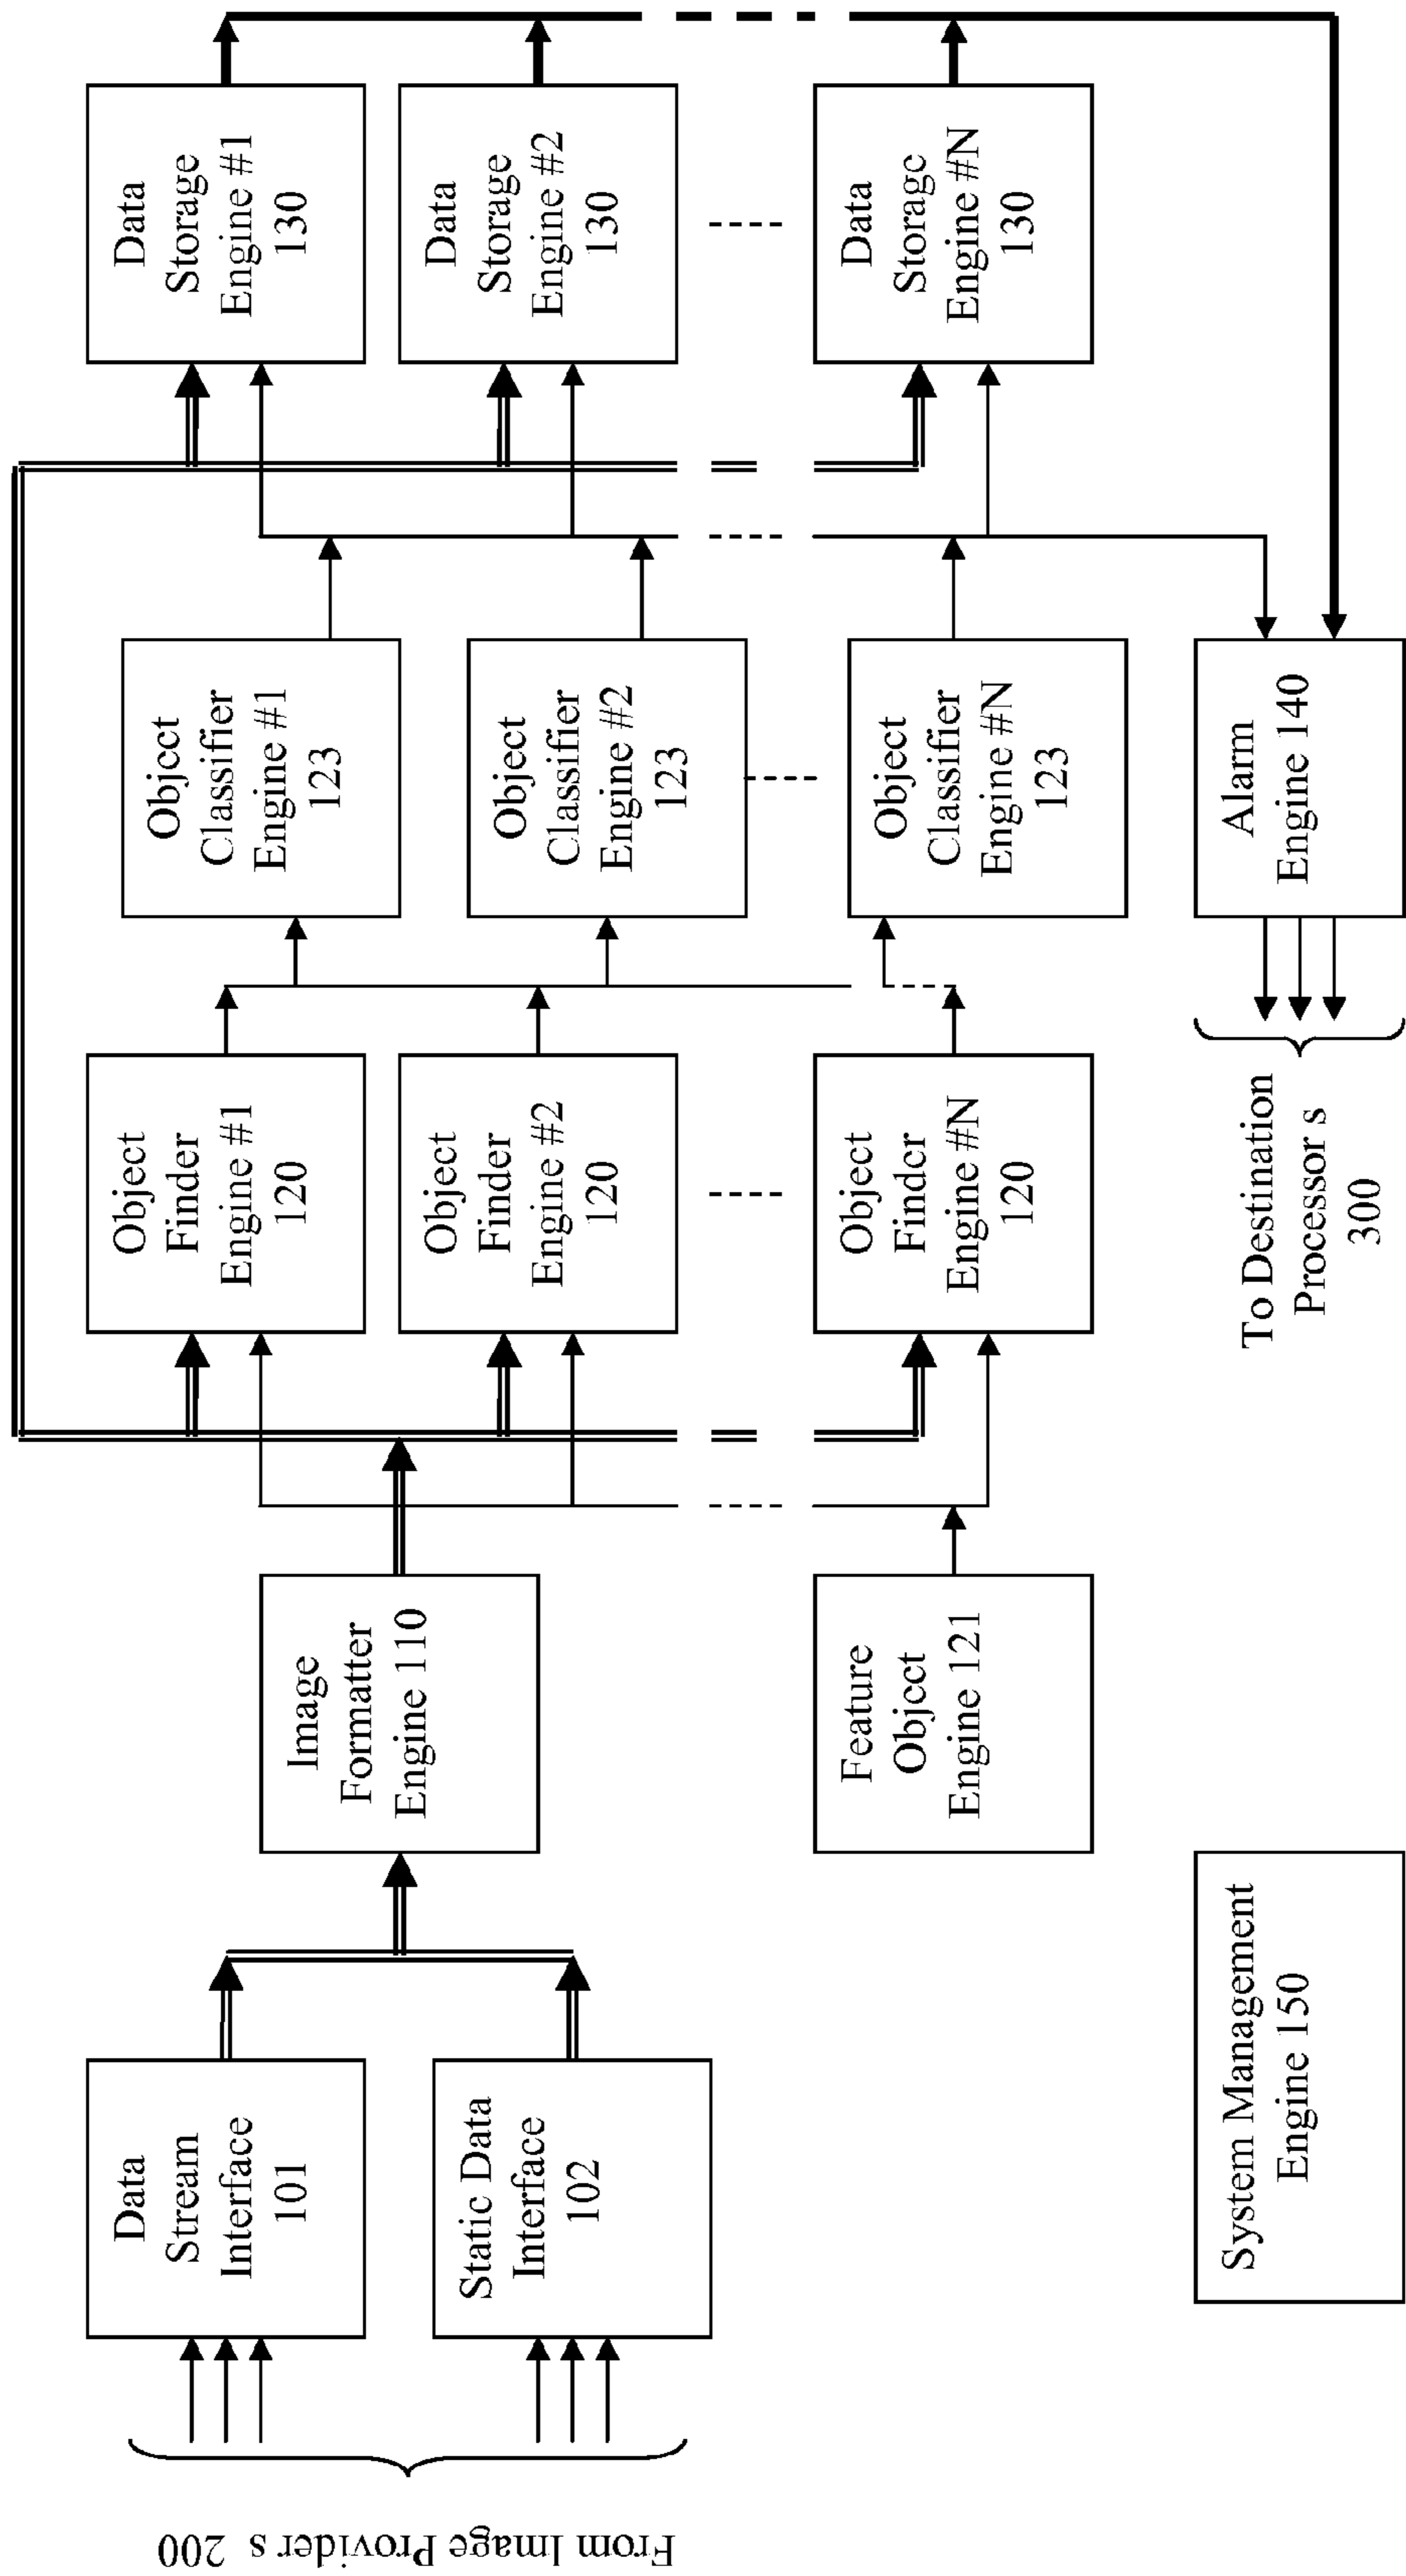 From Image Provider s 200
Data
Stream
Interface
101
Static Data
Interface
102
System Management
Engine 150
Image
Formatter
Engine 110
Feature
Object
Engine 121
Object
Finder
Engine #1
120
Object
Finder
Engine #2
120
Object
Finder
Engine #N
120
To Destination
Processor s
300
Object
Classifier
Engine #1
123
Object
Classifier
Engine #2
123
Object
Classifier
Engine #N
123
Alarm
Engine 140
Data
Storage
Engine #1
130
Data
Storage
Engine #2
130
Data
Storage
Engine #N
130